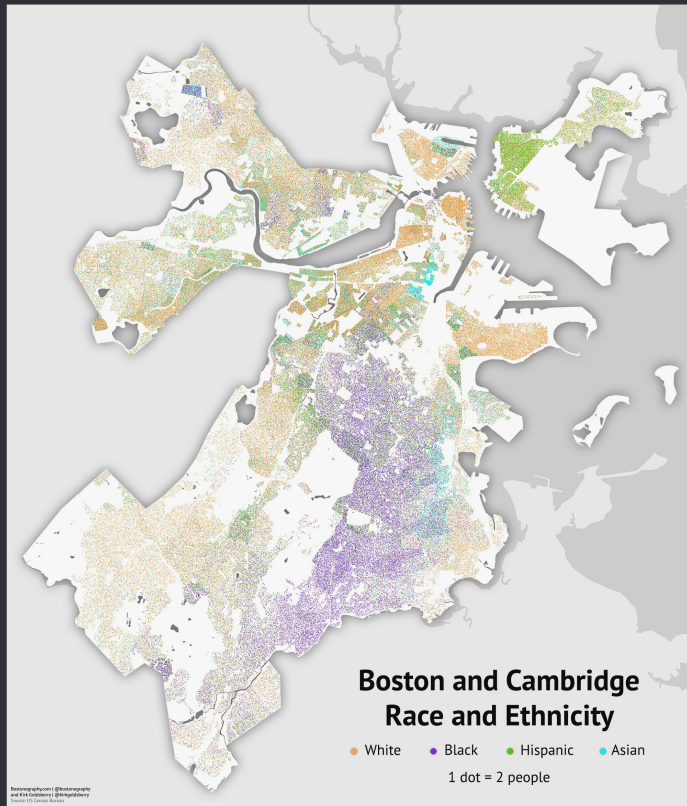 Boston and Cambridge
Race and Ethnicity
White Black Hispanic Asian
1 dot = 2 people
Bostonography.com | @bostonography
and Kirk Goldsberry | @kirkgoldsberry
Source: US Census Bureau